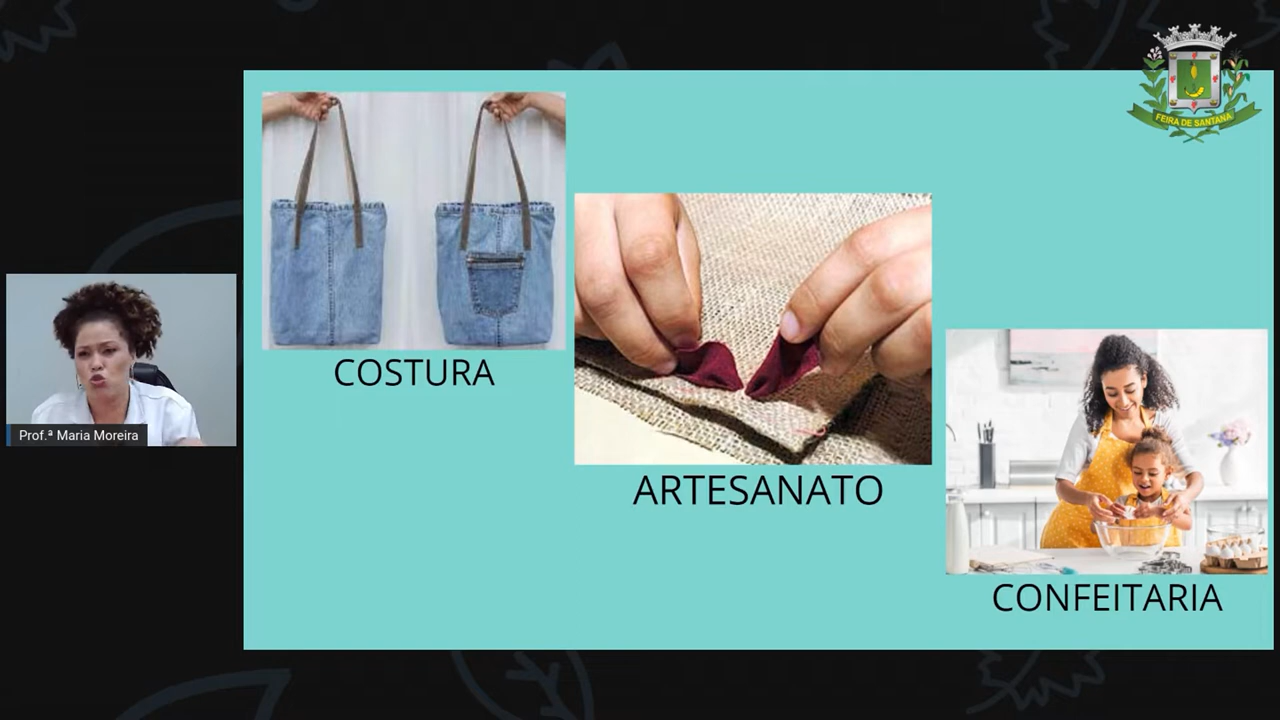 FEIRA DE SANTANA
COSTURA
Prof.ª Maria Moreira
ARTESANATO
CONFEITARIA